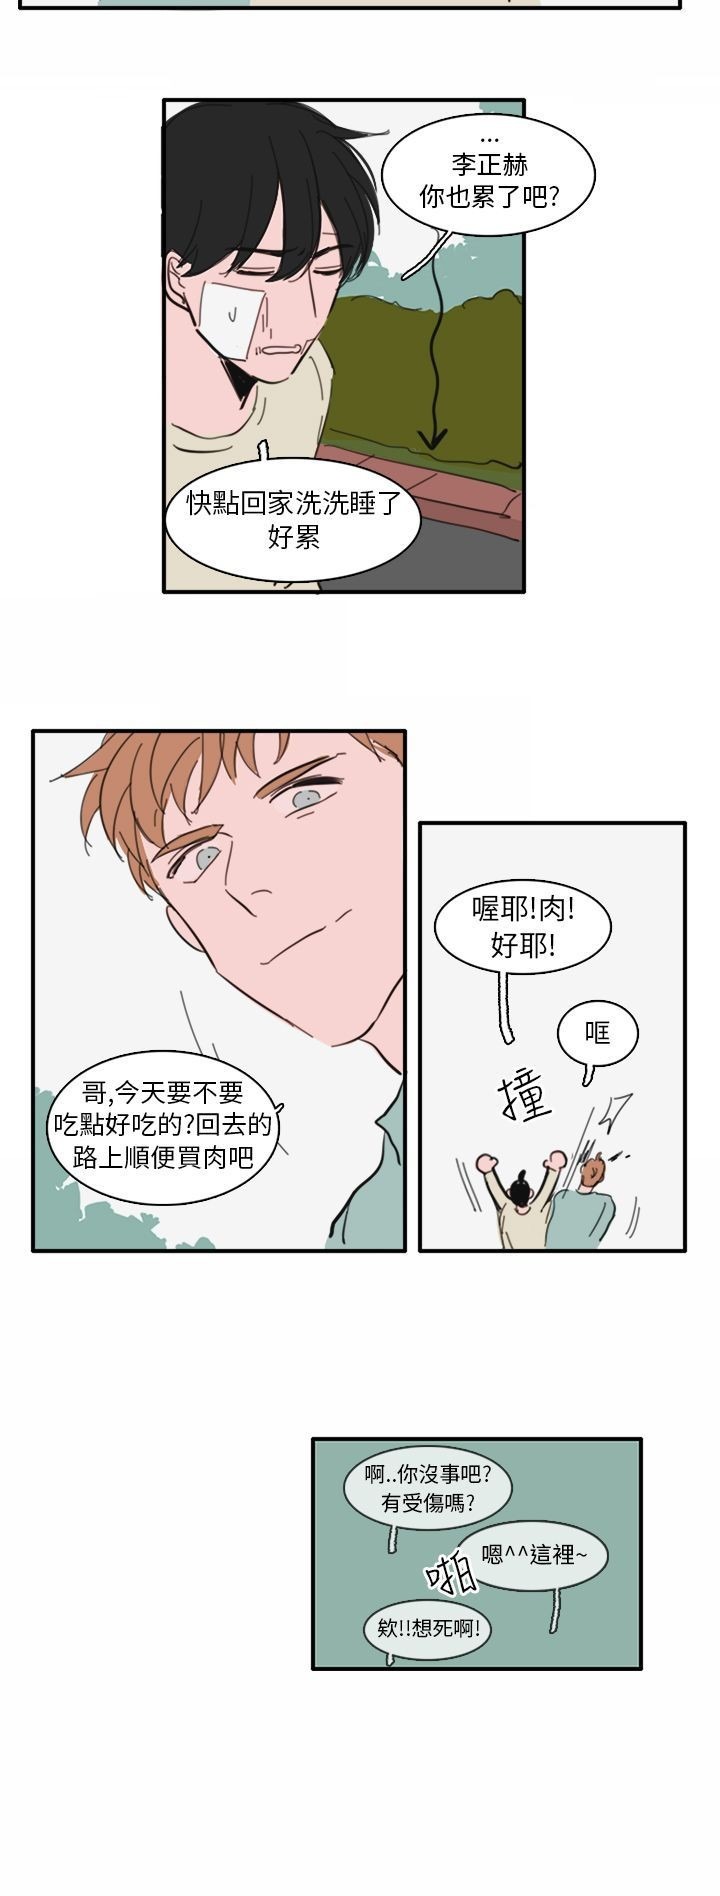 ...
李正赫
你也累了吧?
快點回家洗洗睡了
好累
哥,今天要不要
吃點好吃的?回去的
路上順便買肉吧
喔耶!肉!
好耶!
哐
撞
啊..你沒事吧?
有受傷嗎?
嗯^^這裡~
啪
欸!!想死啊!